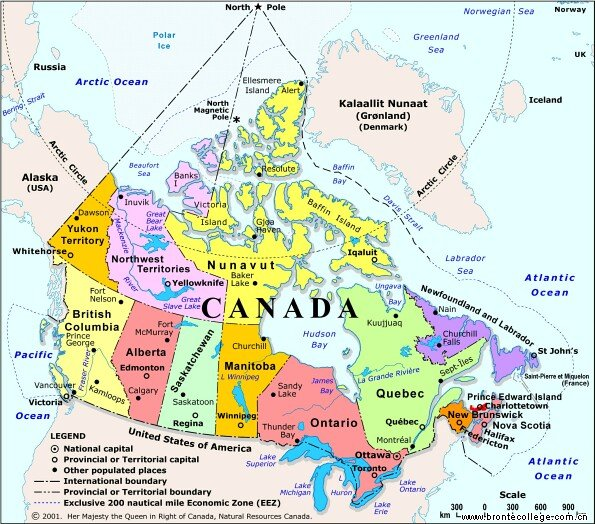 North Pole
Norwegian Sea
Norway
Polar
Ice
Greenland
Sea
UK
Russia
Arctic Ocean
Ellesmere
Island
Alert
Kalaallit Nunaat
(Grønland)
(Denmark)
Iceland
Bering Strait
North
Magnetic
Pole
Arctic Circle
Beaufort
Sea
Resolute
Baffin
Bay
Arctic Circle
Alaska
(USA)
Banks
I
Victoria
Island
Baffin Island
Davis Strait
Inuvik
Dawson
Great
Bear
Lake
Gjoa
Haven
Yukon
Territory
Mackenzie
River
Iqaluit
Labrador
Sea
Whitehorse
Northwest
Territories
Nunavut
Baker
Lake
Atlantic
Ocean
Yellowknife
Great
Slave Lake
Ungava
Bay
Newfoundland and Labrador
Fort
Nelson
CANADA
Nain
British
Columbia
Fort
McMurray
Hudson
Bay
Kuujjuaq
Churchill
Falls
Prince
George
Alberta
Saskatchewan
Churchill
St John's
Pacific
Ocean
Fraser River
Edmonton
Manitoba
La Grande Rivière
Sept-Îles
Saint-Pierre et Miquelon
(France)
Vancouver
Kamloops
Calgary
Saskatoon
L Winnipeg
James
Bay
Sandy
Lake
Quebec
Prince Edward Island
Charlottetown
Victoria
Regina
Winnipeg
Ontario
Québec
New Brunswick
Fredericton
Nova Scotia
Halifax
United States of America
Thunder
Bay
Montréal
Ottawa
Toronto
Lake
Superior
Lake
Michigan
L
Huron
Lake
Erie
Lake
Ontario
Atlantic
Ocean
LEGEND
National capital
Provincial or Territorial capital
Other populated places
International boundary
Provincial or Territorial boundary
Exclusive 200 nautical mile Economic Zone (EEZ)
Scale
km
© 2001. Her Majesty the Queen in Right of Canada, Natural Resources Canada.
www.brontecollege.com.cn